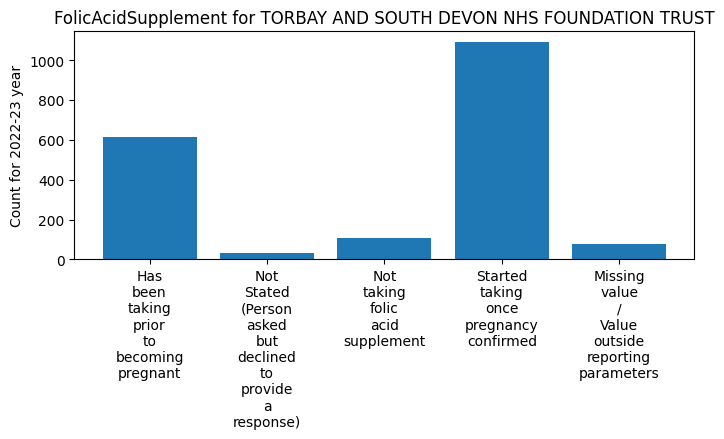 FolicAcidSupplement for TORBAY AND SOUTH DEVON NHS FOUNDATION TRUST
Count for 2022-23 year
1000
800
600
400
200
0
Has
been
taking
prior
to
becoming
pregnant
Not
Stated
(Person
asked
but
declined
to
provide
a
response)
Not
taking
folic
acid
supplement
Started
taking
once
pregnancy
confirmed
Missing
value
/
Value
outside
reporting
parameters